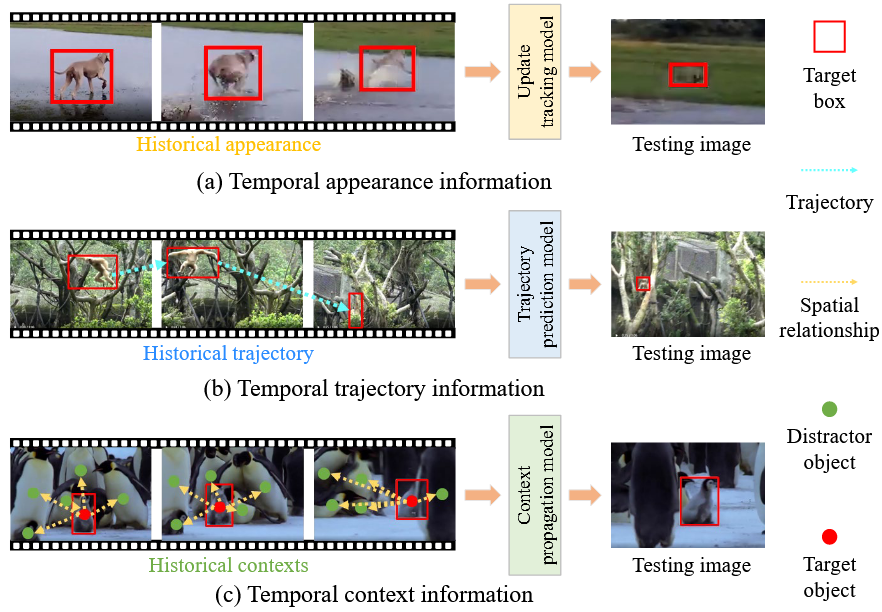 Update
tracking model
Historical appearance
Testing image
(a) Temporal appearance information
Trajectory
prediction model
Historical trajectory
Testing image
(b) Temporal trajectory information
Context
propagation model
Historical contexts
Testing image
(c) Temporal context information
Target
box
Trajectory
Spatial
relationship
Distractor
object
Target
object